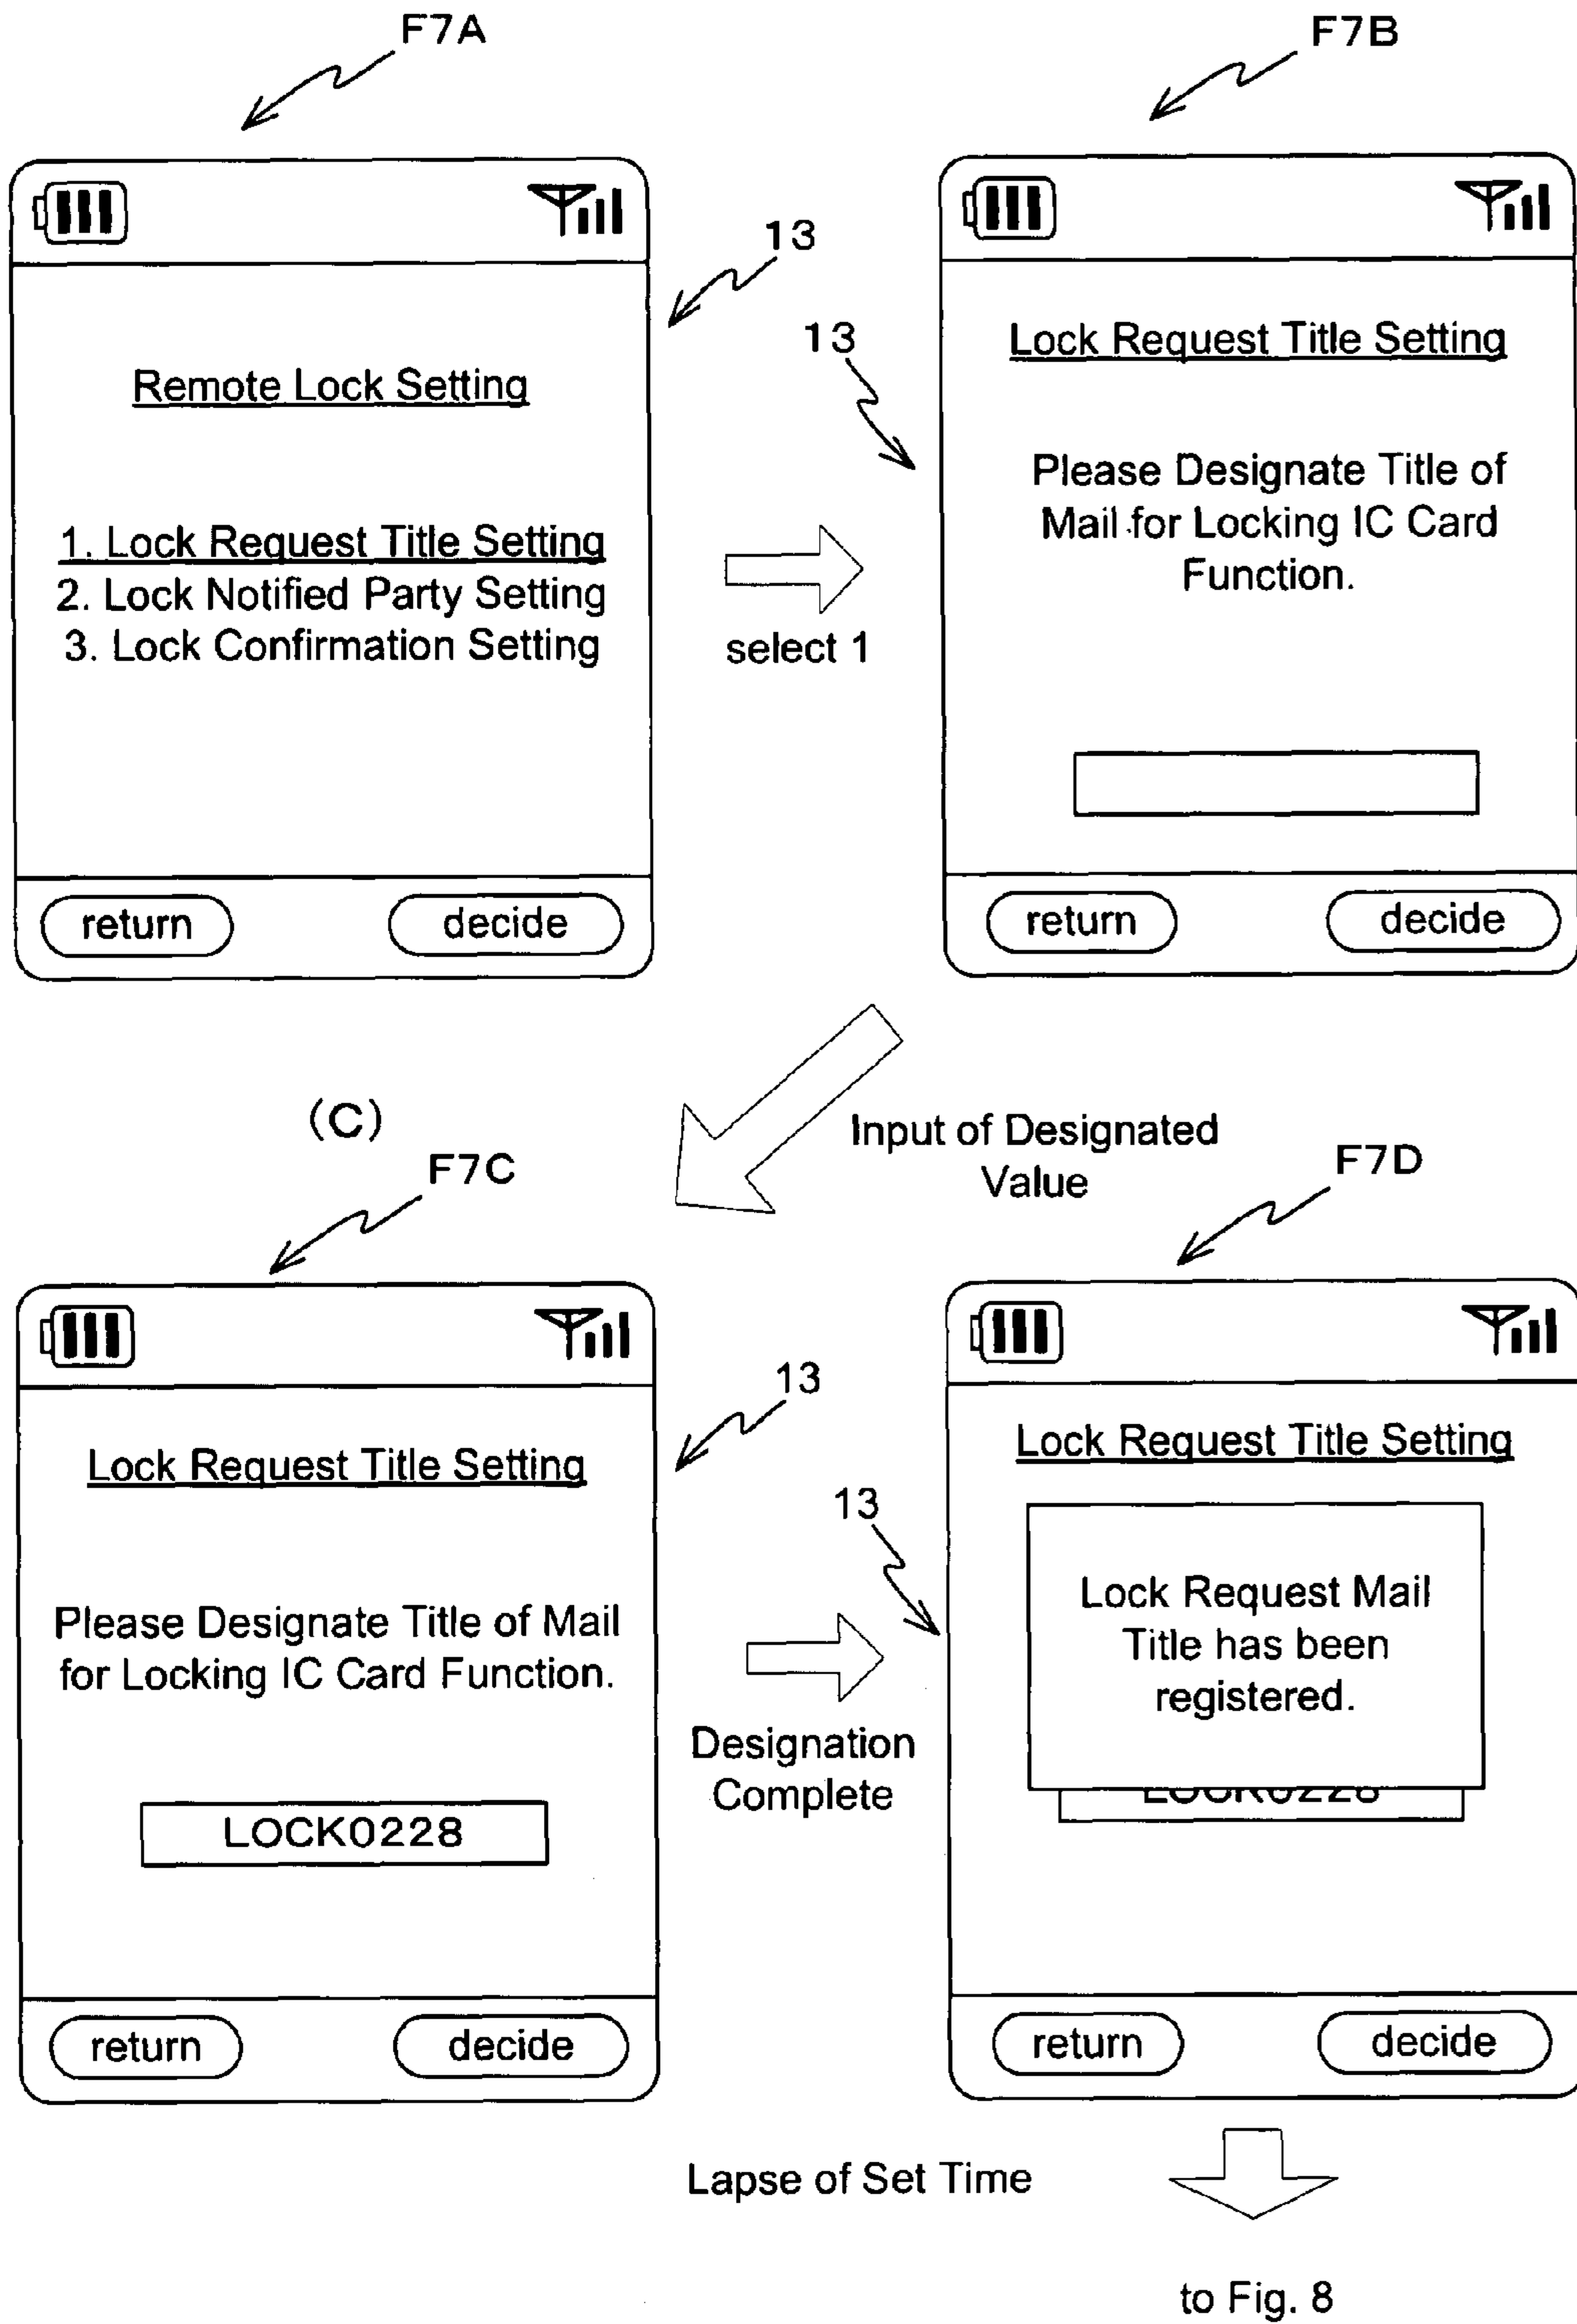 F7A
F7B
13
13
Remote Lock Setting
1. Lock Request Title Setting
2. Lock Notified Party Setting
3. Lock Confirmation Setting
return
decide
select 1
Lock Request Title Setting
Please Designate Title of
Mail for Locking IC Card
Function.
return
decide
Input of Designated
Value
(C)
F7C
F7D
13
13
Lock Request Title Setting
Please Designate Title of Mail
for Locking IC Card Function.
LOCK0228
return
decide
Designation
Complete
Lock Request Title Setting
Lock Request Mail
Title has been
registered.
LOCK0228
return
decide
Lapse of Set Time
to Fig. 8